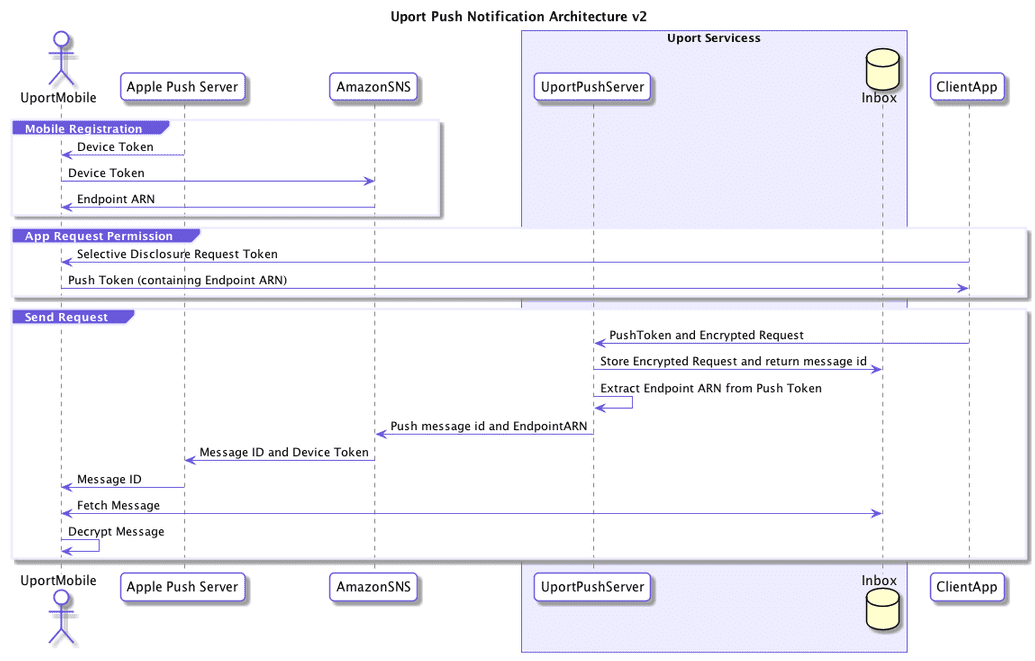 Uport Push Notification Architecture v2
Uport Servicess
UportMobile
Apple Push Server
AmazonSNS
UportPushServer
Inbox
ClientApp
Mobile Registration
Device Token
Device Token
Endpoint ARN
App Request Permission
Selective Disclosure Request Token
Push Token (containing Endpoint ARN)
Send Request
PushToken and Encrypted Request
Store Encrypted Request and return message id
Extract Endpoint ARN from Push Token
Push message id and EndpointARN
Message ID and Device Token
Message ID
Fetch Message
Decrypt Message
UportMobile
Apple Push Server
AmazonSNS
UportPushServer
Inbox
ClientApp